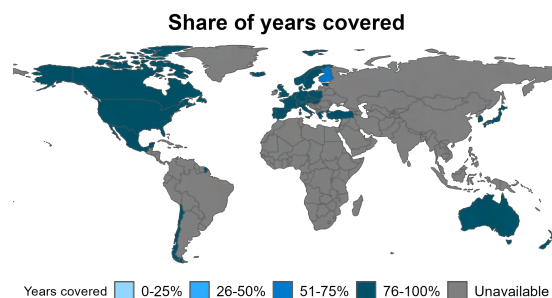 Share of years covered
Years covered 0-25% 26-50% 51-75% 76-100% Unavailable